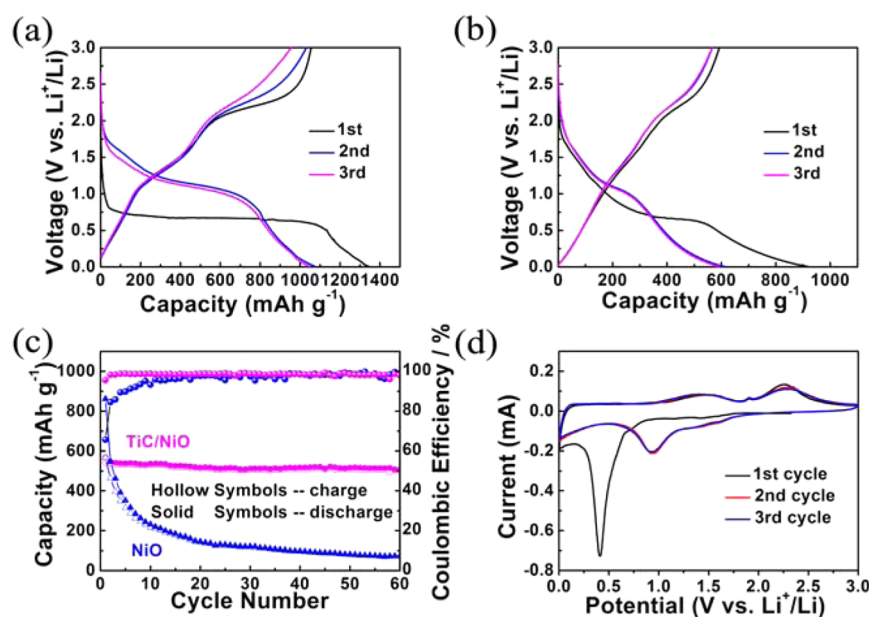 (a)
3.0
2.5
2.0
1.5
1.0
0.5
0.0
Voltage (V vs. Li⁺/Li)
1st
2nd
3rd
0 200 400 600 800 1000 1200 1400
Capacity (mAh g⁻¹)
(b)
3.0
2.5
2.0
1.5
1.0
0.5
0.0
Voltage (V vs. Li⁺/Li)
1st
2nd
3rd
0 200 400 600 800 1000
Capacity (mAh g⁻¹)
(c)
1000
800
600
400
200
0
Capacity (mAh g⁻¹)
TiC/NiO
Hollow Symbols -- charge
Solid Symbols -- discharge
NiO
100
80
60
40
20
0
Coulombic Efficiency / %
0 10 20 30 40 50 60
Cycle Number
(d)
0.2
0.0
-0.2
-0.4
-0.6
-0.8
Current (mA)
1st cycle
2nd cycle
3rd cycle
0.0 0.5 1.0 1.5 2.0 2.5 3.0
Potential (V vs. Li⁺/Li)